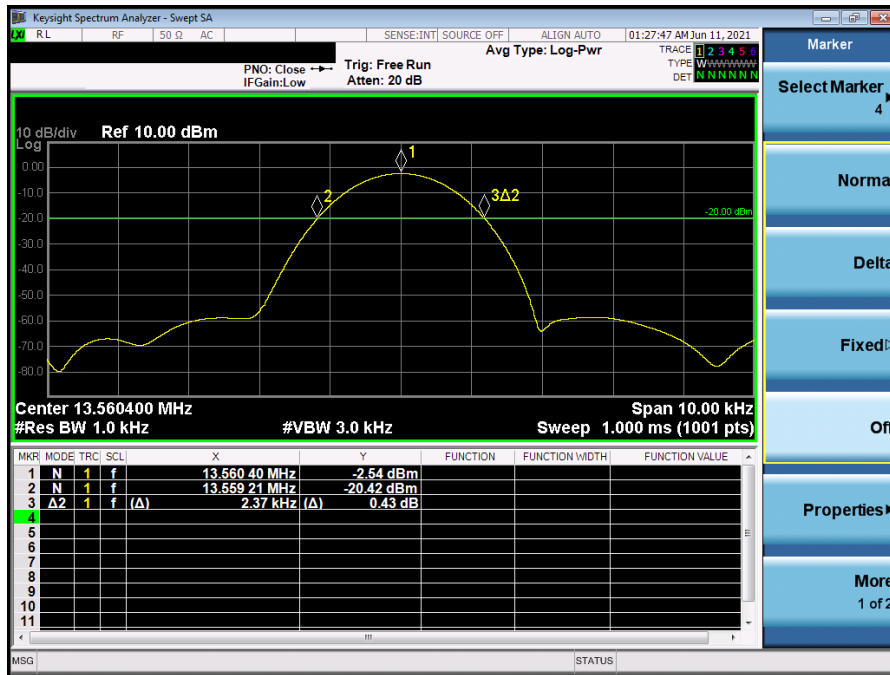 Keysight Spectrum Analyzer - Swept SA
LXI RL RF 50 Ω AC SENSE:INT SOURCE OFF ALIGN AUTO 01:27:47 AM Jun 11, 2021
Avg Type: Log-Pwr
TRACE 1 2 3 4 5 6
PNO: Close Trig: Free Run
TYPE WWWWWW
IFGain:Low Atten: 20 dB
DET N N N N N N
10 dB/div Ref 10.00 dBm
Log
1
0.00
-10.0
2
3Δ2
-20.0
-20.00 dBm
-30.0
-40.0
-50.0
-60.0
-70.0
-80.0
Center 13.560400 MHz Span 10.00 kHz
#Res BW 1.0 kHz #VBW 3.0 kHz Sweep 1.000 ms (1001 pts)
MKR MODE TRC SCL X Y FUNCTION FUNCTION WIDTH FUNCTION VALUE
1 N 1 f 13.560 40 MHz -2.54 dBm
2 N 1 f 13.559 21 MHz -20.42 dBm
3 Δ2 1 f (Δ) 2.37 kHz (Δ) 0.43 dB
4
5
6
7
8
9
10
11
MSG STATUS
Marker
Select Marker
4
Norma
Delta
Fixed
Off
Properties
More
1 of 2